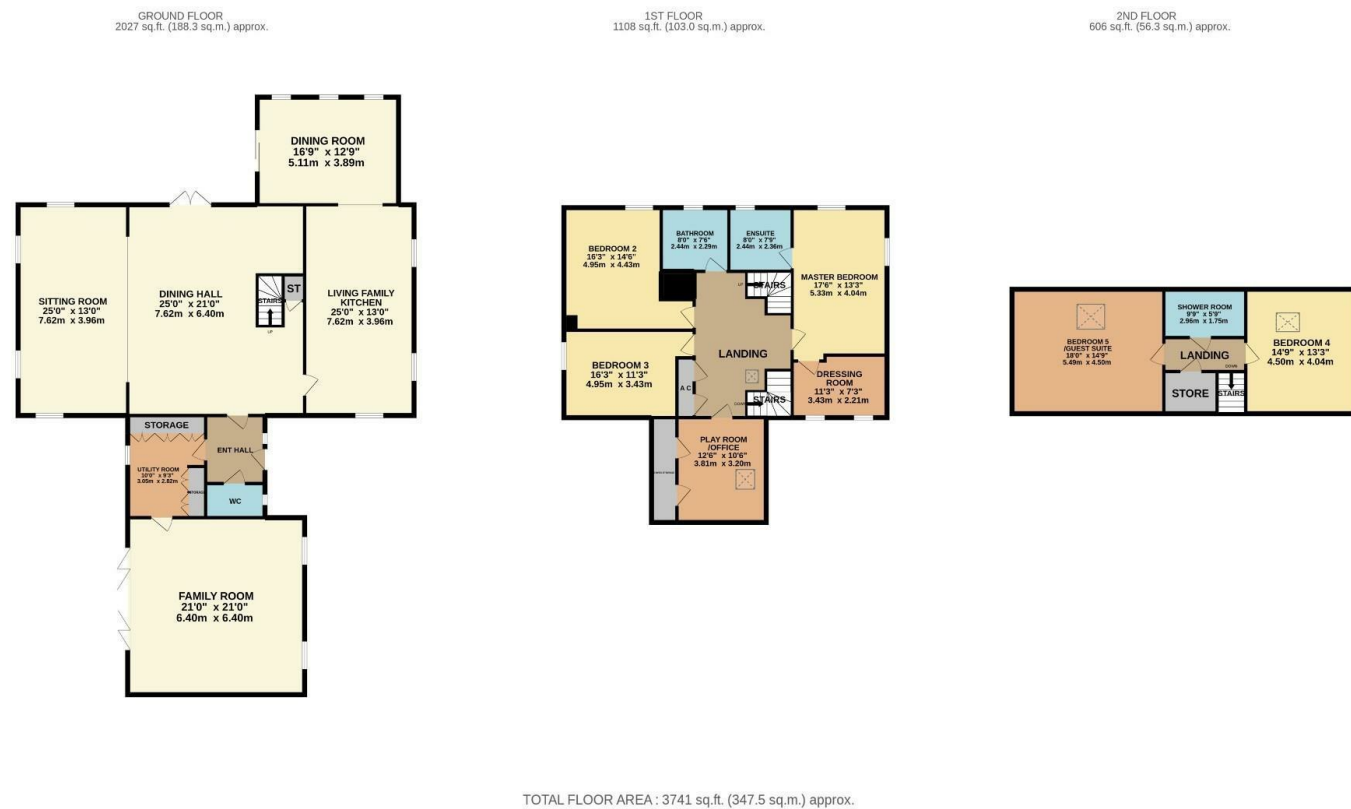 GROUND FLOOR
2027 sq.ft. (188.3 sq.m.) approx.
DINING ROOM
16'9" x 12'9"
5.11m x 3.89m
SITTING ROOM
25'0" x 13'0"
7.62m x 3.96m
DINING HALL
25'0" x 21'0"
7.62m x 6.40m
STAIRS
UP
ST
LIVING FAMILY
KITCHEN
25'0" x 13'0"
7.62m x 3.96m
STORAGE
UTILITY ROOM
10'0" x 9'3"
3.05m x 2.82m
STORAGE
ENT HALL
WC
FAMILY ROOM
21'0" x 21'0"
6.40m x 6.40m
1ST FLOOR
1108 sq.ft. (103.0 sq.m.) approx.
BEDROOM 2
16'3" x 14'6"
4.95m x 4.43m
BATHROOM
8'0" x 7'6"
2.44m x 2.29m
ENSUITE
8'0" x 7'9"
2.44m x 2.36m
UP
STAIRS
MASTER BEDROOM
17'6" x 13'3"
5.33m x 4.04m
BEDROOM 3
16'3" x 11'3"
4.95m x 3.43m
A C
LANDING
DOWN
STAIRS
DRESSING
ROOM
11'3" x 7'3"
3.43m x 2.21m
PLAY ROOM
/OFFICE
12'6" x 10'6"
3.81m x 3.20m
2ND FLOOR
606 sq.ft. (56.3 sq.m.) approx.
BEDROOM 5
/GUEST SUITE
18'0" x 14'9"
5.49m x 4.50m
SHOWER ROOM
9'9" x 5'9"
2.96m x 1.75m
LANDING
DOWN
STORE
STAIRS
BEDROOM 4
14'9" x 13'3"
4.50m x 4.04m
TOTAL FLOOR AREA : 3741 sq.ft. (347.5 sq.m.) approx.